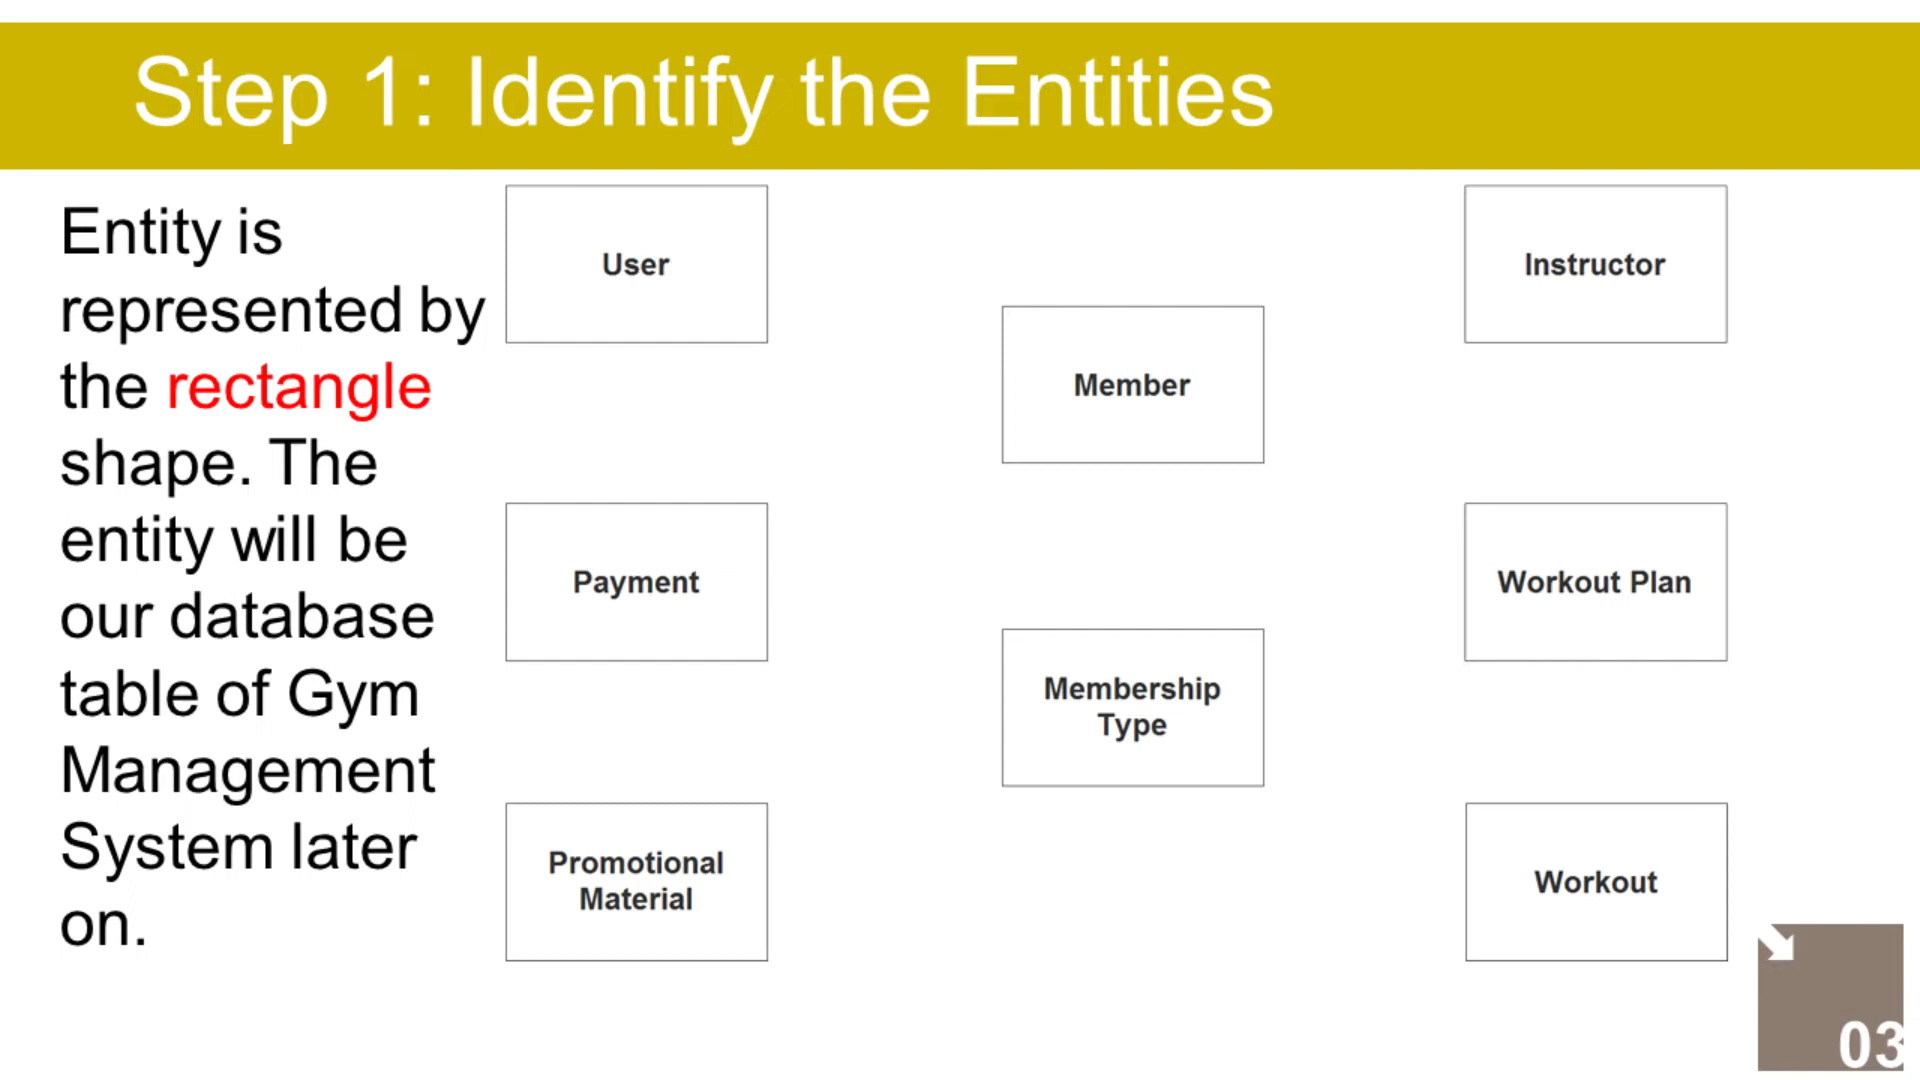 Step 1: Identify the Entities
Entity is
represented by
the rectangle
shape. The
entity will be
our database
table of Gym
Management
System later
on.
User
Instructor
Member
Payment
Workout Plan
Membership
Type
Promotional
Material
Workout
03